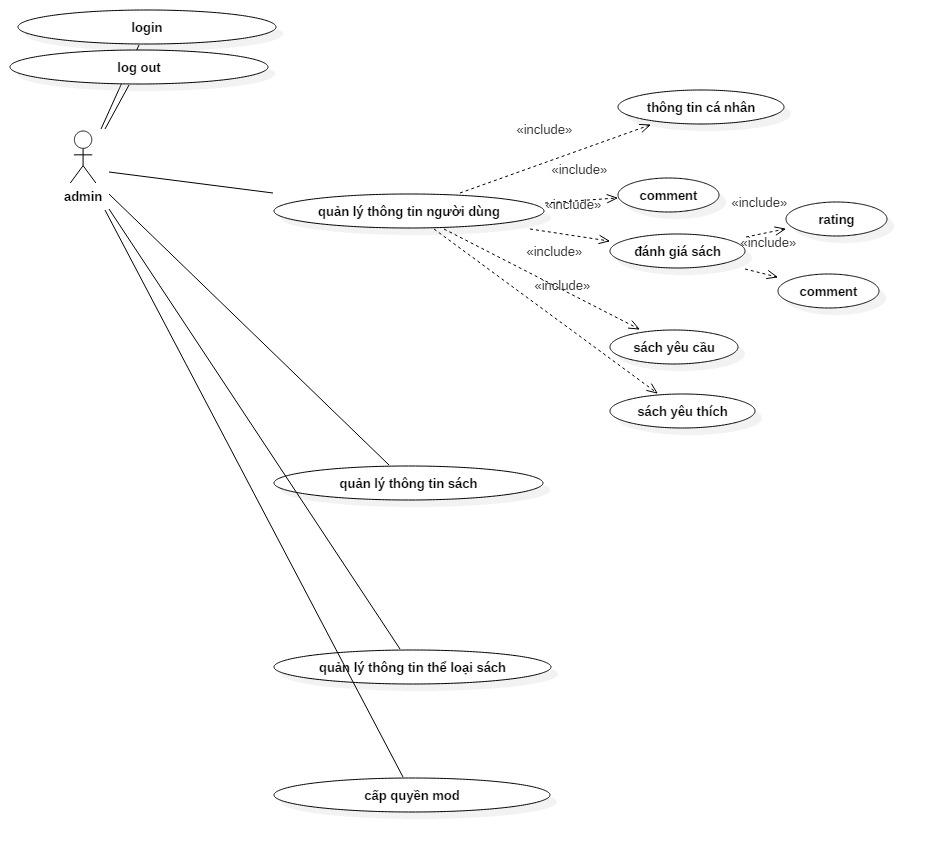 login
log out
thông tin cá nhân
«include»
«include»
comment
admin
«include»
«include»
quản lý thông tin người dùng
rating
«include»
«include»
đánh giá sách
«include»
comment
sách yêu cầu
sách yêu thích
quản lý thông tin sách
quản lý thông tin thể loại sách
cấp quyền mod